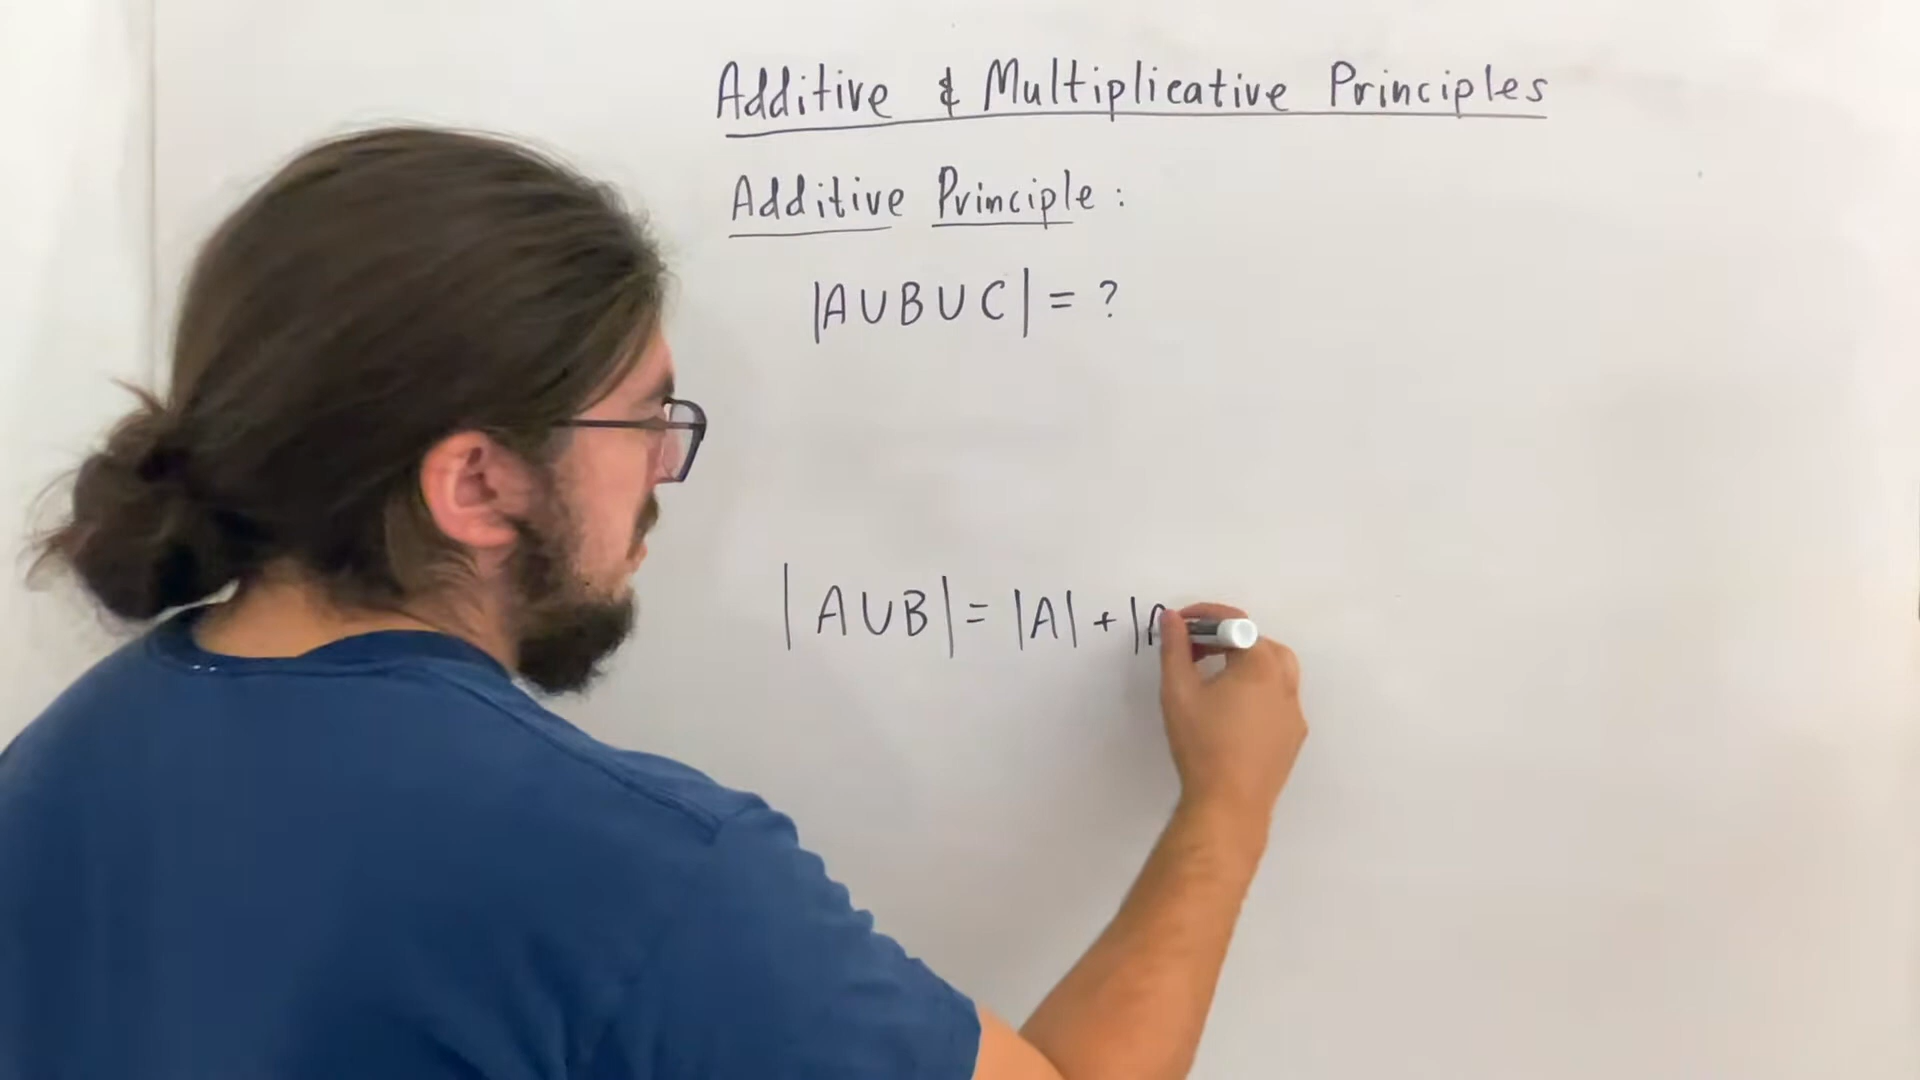 Additive & Multiplicative Principles
Additive Principle:
|A∪B∪C| = ?
|A∪B| = |A| + |